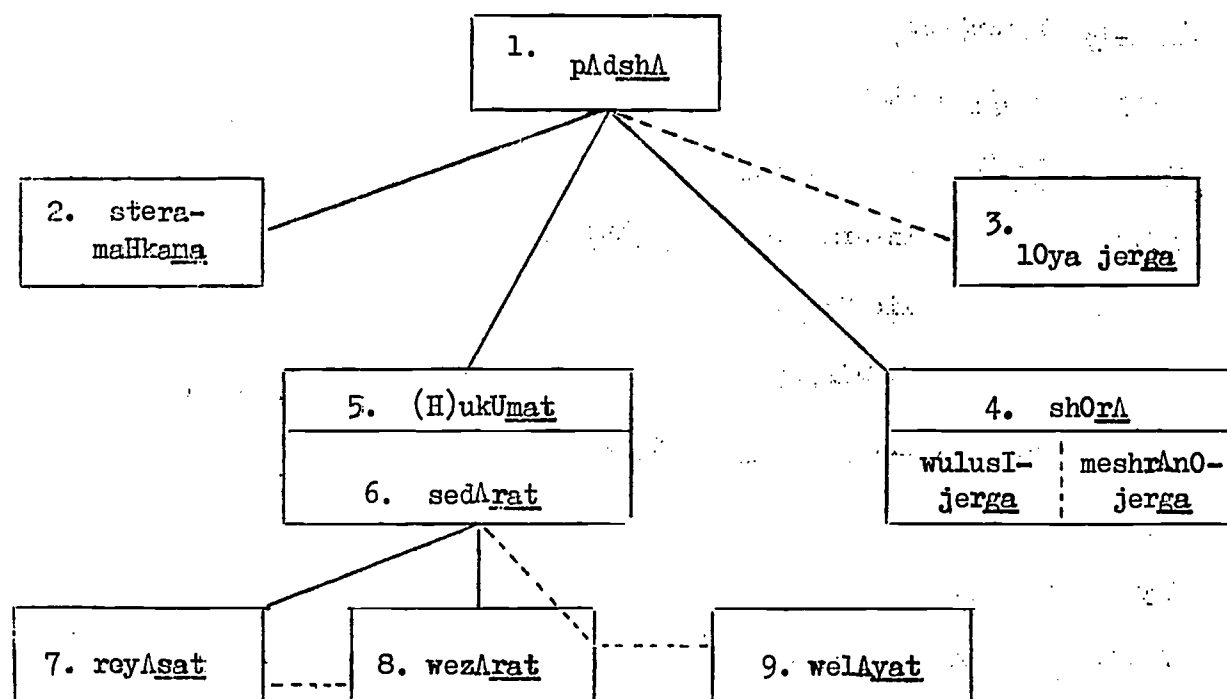 1. pΛdshΛ
2. stera-
maHkana
3.
lOya jerga
5. (H)ukUmat
4. shOrΛ
6. sedΛrat
wulusI-
jerga
meshrΛnO-
jerga
7. reyΛsat
8. wezΛrat
9. welΛyat